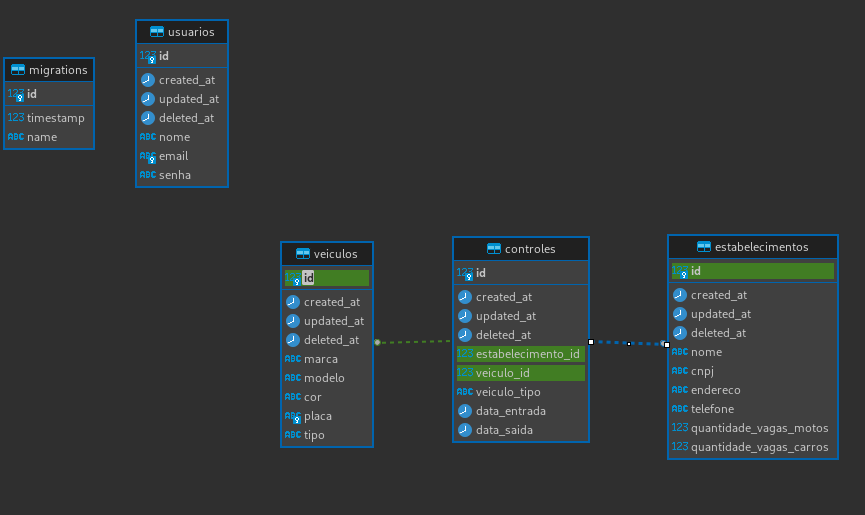 migrations
123 id
123 timestamp
ABC name
usuarios
123 id
created_at
updated_at
deleted_at
ABC nome
ABC email
ABC senha
veiculos
123 id
created_at
updated_at
deleted_at
ABC marca
ABC modelo
ABC cor
ABC placa
ABC tipo
controles
123 id
created_at
updated_at
deleted_at
123 estabelecimento_id
123 veiculo_id
ABC veiculo_tipo
data_entrada
data_saida
estabelecimentos
123 id
created_at
updated_at
deleted_at
ABC nome
ABC cnpj
ABC endereco
ABC telefone
123 quantidade_vagas_motos
123 quantidade_vagas_carros